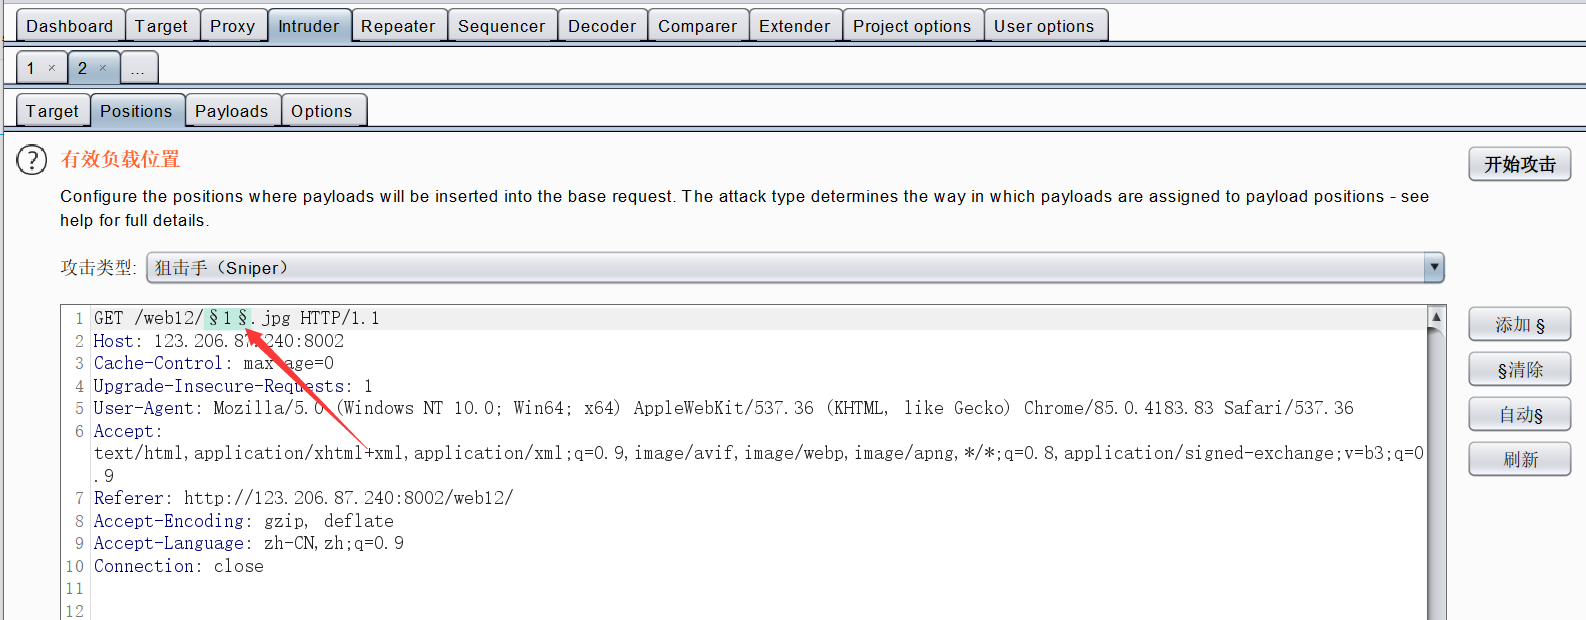 Dashboard Target Proxy Intruder Repeater Sequencer Decoder Comparer Extender Project options User options
1 × 2 × ...
Target Positions Payloads Options
? 有效负载位置
开始攻击
Configure the positions where payloads will be inserted into the base request. The attack type determines the way in which payloads are assigned to payload positions - see
help for full details.
攻击类型: 狙击手（Sniper）
1 GET /web12/§1§.jpg HTTP/1.1
2 Host: 123.206.87.240:8002
3 Cache-Control: max-age=0
4 Upgrade-Insecure-Requests: 1
5 User-Agent: Mozilla/5.0 (Windows NT 10.0; Win64; x64) AppleWebKit/537.36 (KHTML, like Gecko) Chrome/85.0.4183.83 Safari/537.36
6 Accept:
text/html,application/xhtml+xml,application/xml;q=0.9,image/avif,image/webp,image/apng,*/*;q=0.8,application/signed-exchange;v=b3;q=0
.9
7 Referer: http://123.206.87.240:8002/web12/
8 Accept-Encoding: gzip, deflate
9 Accept-Language: zh-CN,zh;q=0.9
10 Connection: close
11
12
添加 §
§清除
自动§
刷新